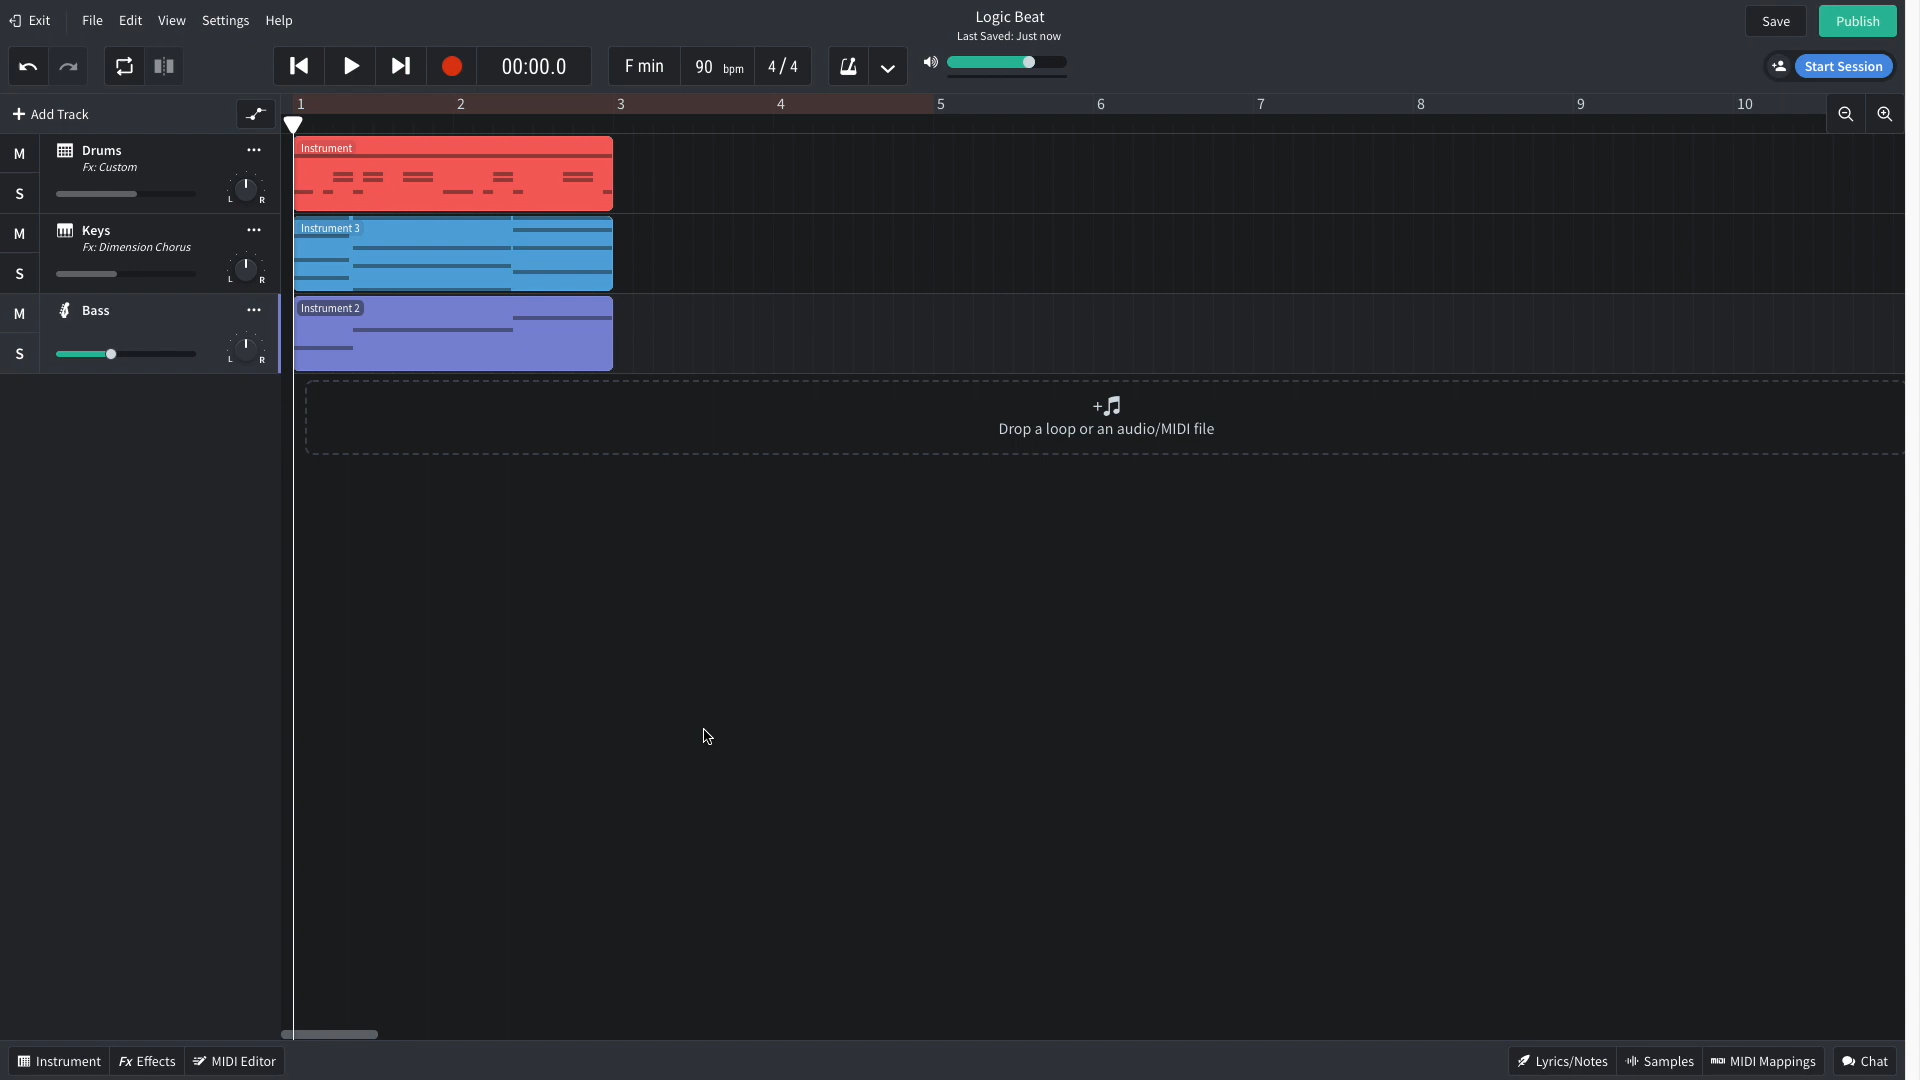 Exit File Edit View Settings Help
Logic Beat
Last Saved: Just now
Save Publish
00:00.0 F min 90 bpm 4 / 4
Start Session
Add Track
1 2 3 4 5 6 7 8 9 10
M Drums
Fx: Custom
S L R
Instrument
M Keys
Fx: Dimension Chorus
S L R
Instrument 3
M Bass
S L R
Instrument 2
Drop a loop or an audio/MIDI file
Instrument Fx Effects MIDI Editor Lyrics/Notes Samples MIDI MIDI Mappings Chat